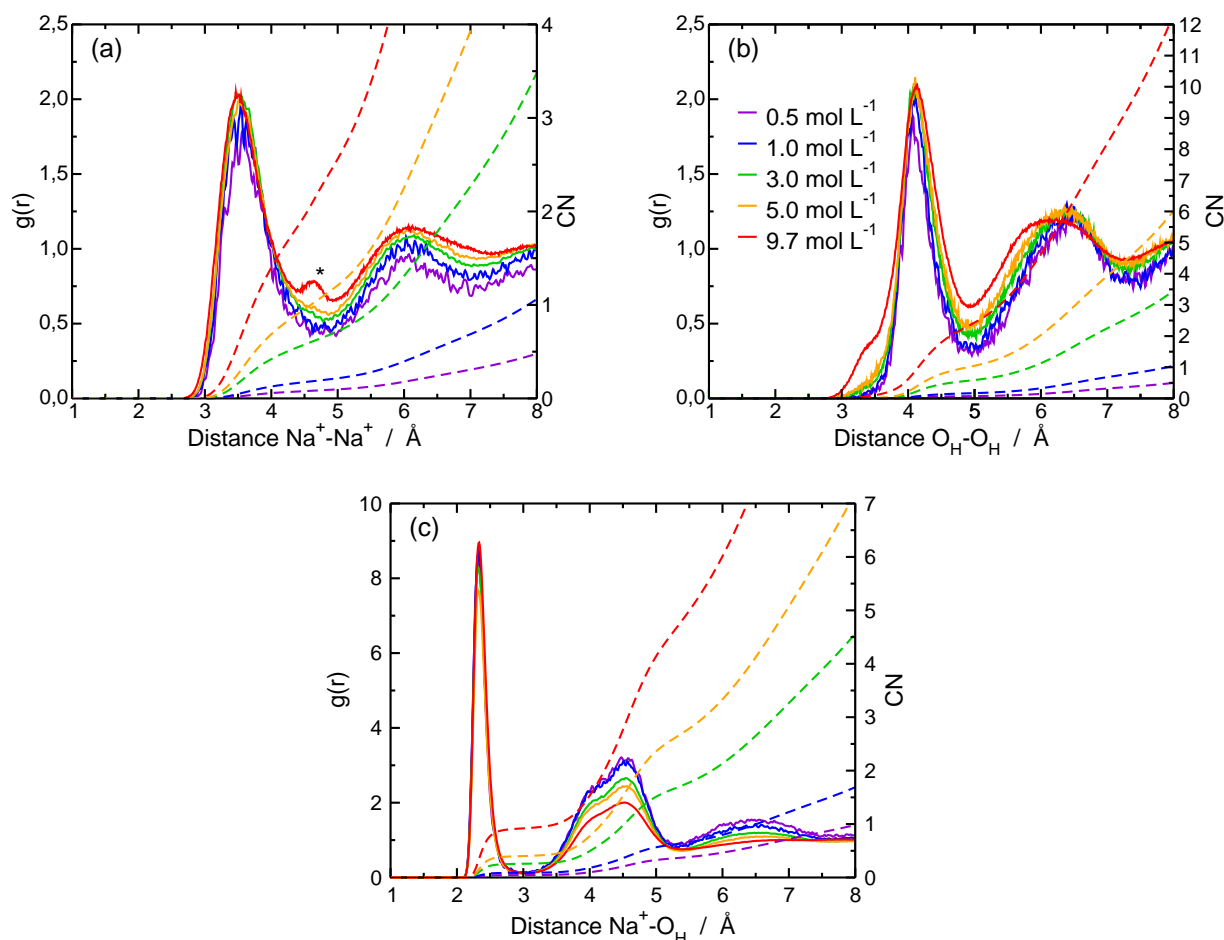 (a)
2,5
2,0
1,5
1,0
0,5
0,0
g(r)
4
3
2
1
0
CN
*
1 2 3 4 5 6 7 8
Distance Na⁺-Na⁺ / Å
(b)
2,5
2,0
1,5
1,0
0,5
0,0
g(r)
12
11
10
9
8
7
6
5
4
3
2
1
0
CN
0.5 mol L⁻¹
1.0 mol L⁻¹
3.0 mol L⁻¹
5.0 mol L⁻¹
9.7 mol L⁻¹
1 2 3 4 5 6 7 8
Distance O_H-O_H / Å
(c)
10
8
6
4
2
0
g(r)
7
6
5
4
3
2
1
0
CN
1 2 3 4 5 6 7 8
Distance Na⁺-O_H / Å